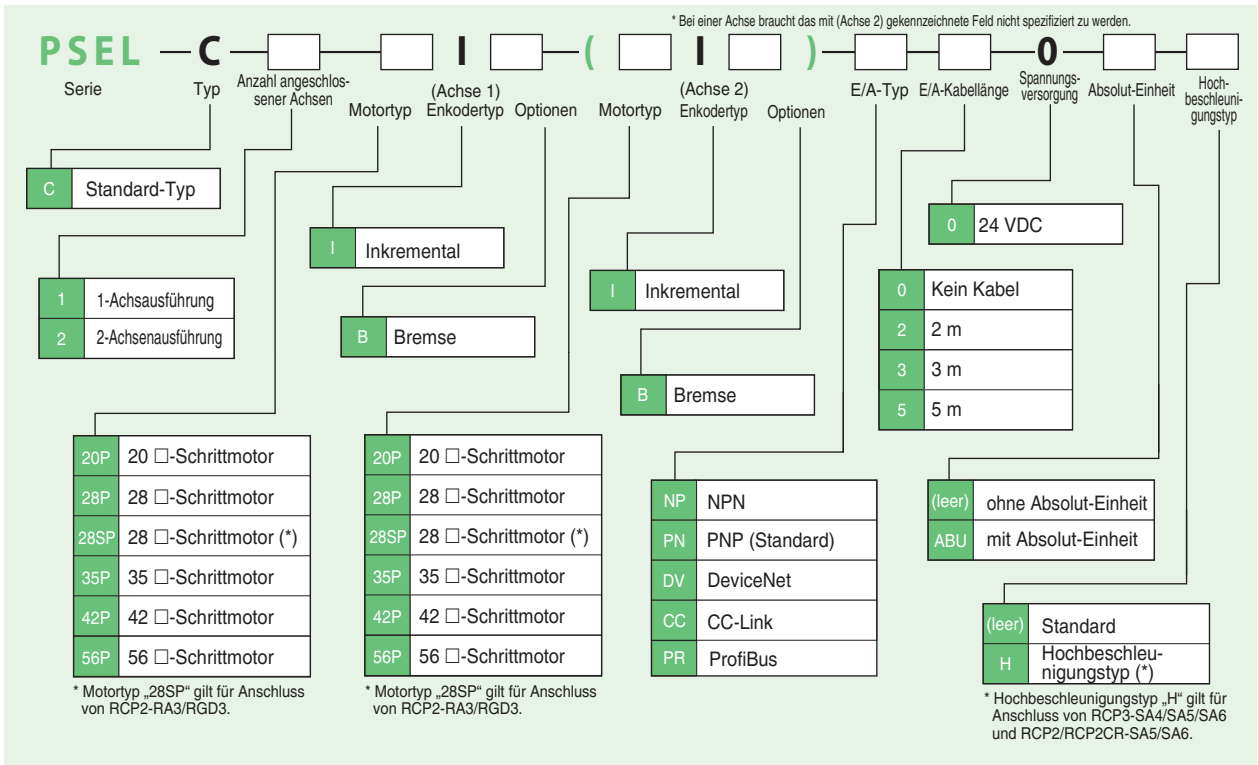 * Bei einer Achse braucht das mit (Achse 2) gekennzeichnete Feld nicht spezifiziert zu werden.
PSEL — C — I ( I ) — 0 —
Serie
Typ
Anzahl angeschlos-
sener Achsen
Motortyp
(Achse 1)
Enkodertyp
Optionen
Motortyp
(Achse 2)
Enkodertyp
Optionen
E/A-Typ
E/A-Kabellänge
Spannungs-
versorgung
Absolut-Einheit
Hoch-
beschleuni-
gungstyp
C Standard-Typ
1 1-Achsausführung
2 2-Achsenausführung
I Inkremental
B Bremse
I Inkremental
B Bremse
0 24 VDC
0 Kein Kabel
2 2 m
3 3 m
5 5 m
20P 20 □-Schrittmotor
28P 28 □-Schrittmotor
28SP 28 □-Schrittmotor (*)
35P 35 □-Schrittmotor
42P 42 □-Schrittmotor
56P 56 □-Schrittmotor
* Motortyp „28SP“ gilt für Anschluss
von RCP2-RA3/RGD3.
20P 20 □-Schrittmotor
28P 28 □-Schrittmotor
28SP 28 □-Schrittmotor (*)
35P 35 □-Schrittmotor
42P 42 □-Schrittmotor
56P 56 □-Schrittmotor
* Motortyp „28SP“ gilt für Anschluss
von RCP2-RA3/RGD3.
NP NPN
PN PNP (Standard)
DV DeviceNet
CC CC-Link
PR ProfiBus
(leer) ohne Absolut-Einheit
ABU mit Absolut-Einheit
(leer) Standard
H Hochbeschleu-
nigungstyp (*)
* Hochbeschleunigungstyp „H“ gilt für
Anschluss von RCP3-SA4/SA5/SA6
und RCP2/RCP2CR-SA5/SA6.